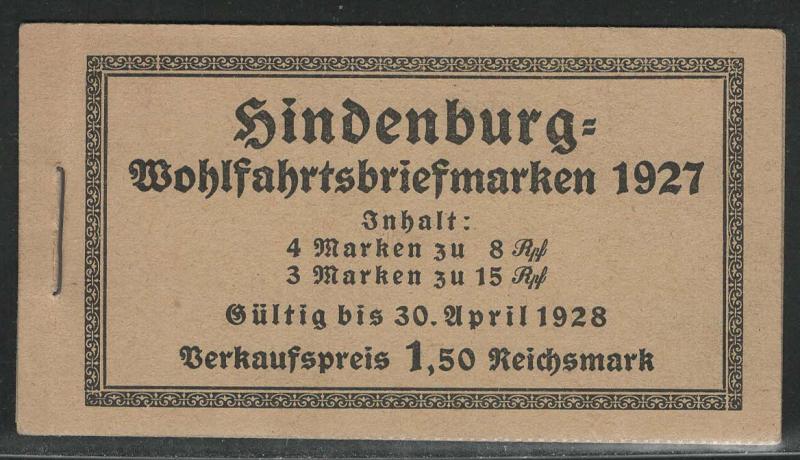 Hindenburg=
Wohlfahrtsbriefmarken 1927
Inhalt:
4 Marken zu 8 Rpf
3 Marken zu 15 Rpf
Gültig bis 30. April 1928
Verkaufspreis 1,50 Reichsmark